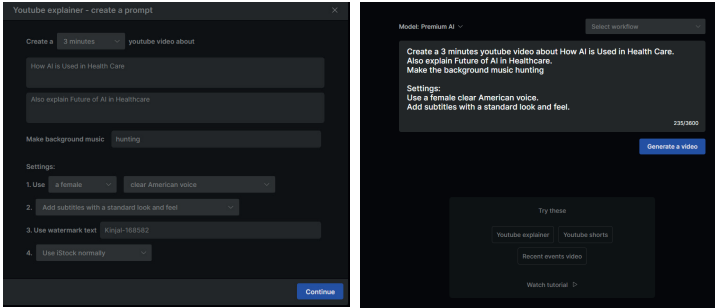 Youtube explainer - create a prompt
Create a 3 minutes youtube video about
How AI is Used in Health Care
Also explain Future of AI in Healthcare
Make background music hunting
Settings:
1. Use a female clear American voice
2. Add subtitles with a standard look and feel
3. Use watermark text Kinjal-168582
4. Use iStock normally
Continue
Model: Premium AI Select workflow
Create a 3 minutes youtube video about How AI is Used in Health Care.
Also explain Future of AI in Healthcare.
Make the background music hunting
Settings:
Use a female clear American voice.
Add subtitles with a standard look and feel.
235/3600
Generate a video
Try these
Youtube explainer Youtube shorts
Recent events video
Watch tutorial